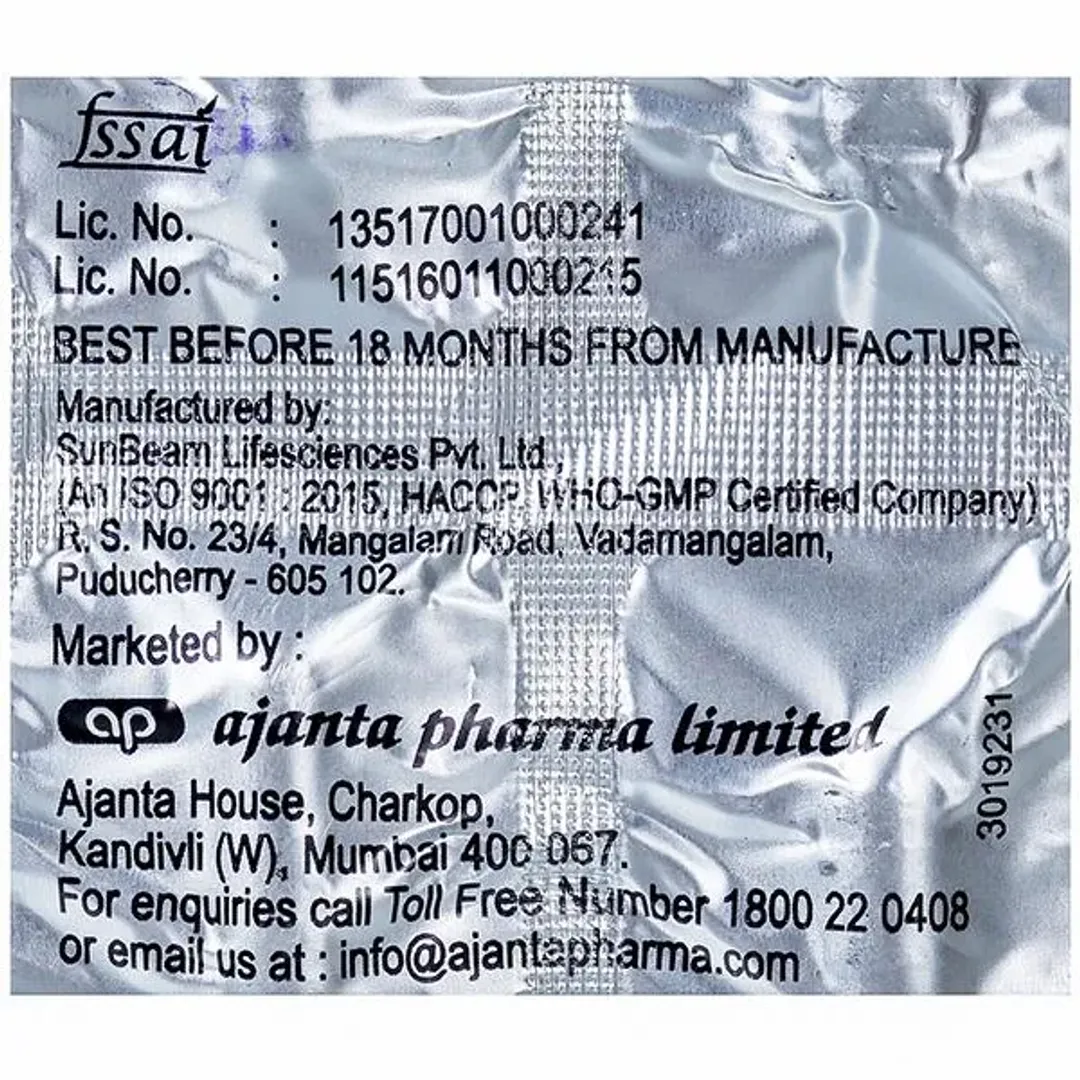 fssai
Lic. No. : 13517001000241
Lic. No. : 11516011000215
BEST BEFORE 18 MONTHS FROM MANUFACTURE
Manufactured by:
SunBeam Lifesciences Pvt. Ltd.,
(An ISO 9001 : 2015, HACCP, WHO-GMP Certified Company)
R. S. No. 23/4, Mangalam Road, Vadamangalam,
Puducherry - 605 102.
Marketed by :
ap ajanta pharma limited
Ajanta House, Charkop,
Kandivli (W), Mumbai 400 067.
For enquiries call Toll Free Number 1800 22 0408
or email us at : info@ajantapharma.com
3019231